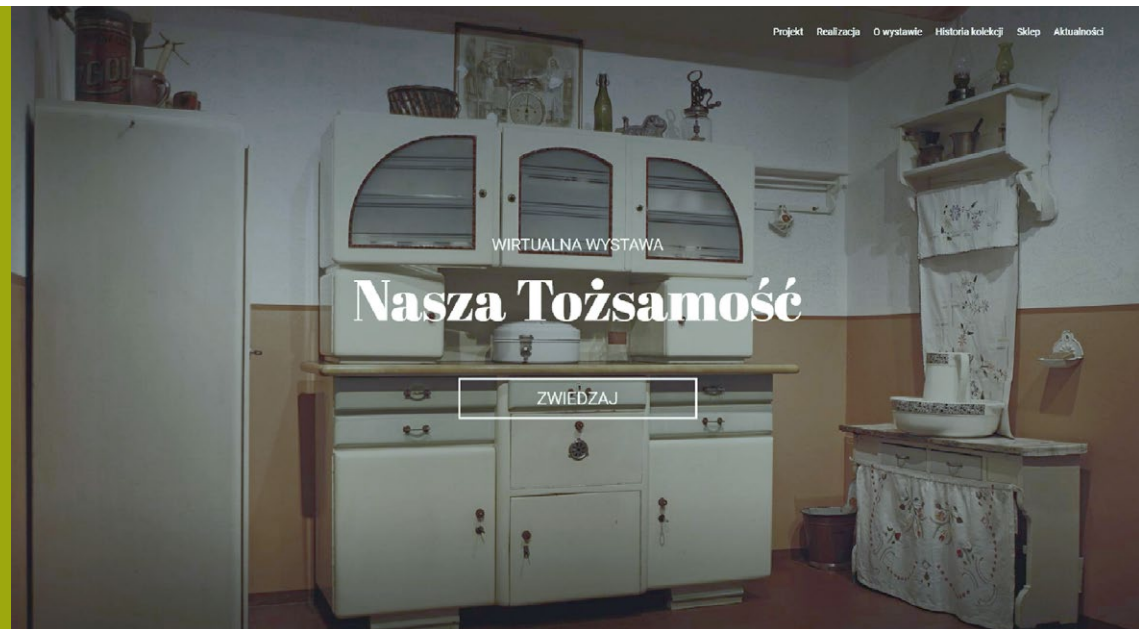 Projekt Realizacja O wystawie Historia kolekcji Sklep Aktualności
WIRTUALNA WYSTAWA
Nasza Tożsamość
ZWIEDZAJ